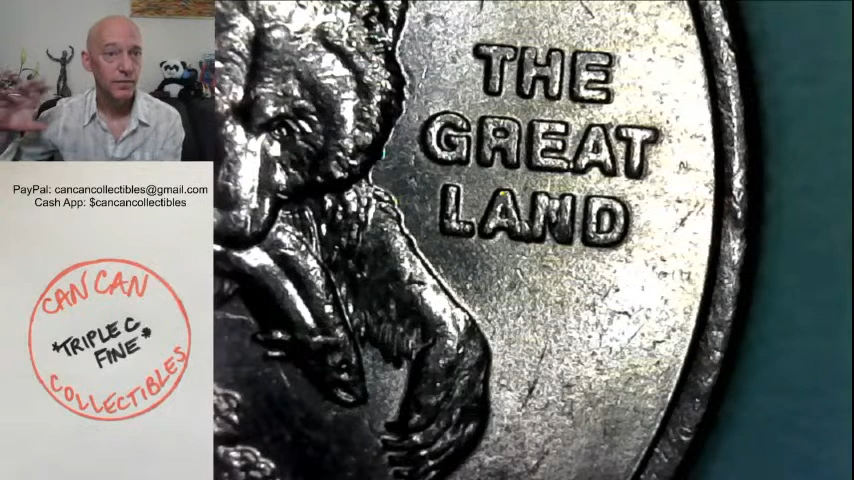 PayPal: cancancollectibles@gmail.com
Cash App: $cancancollectibles
CAN CAN
*TRIPLE C
FINE*
COLLECTIBLES
THE
GREAT
LAND